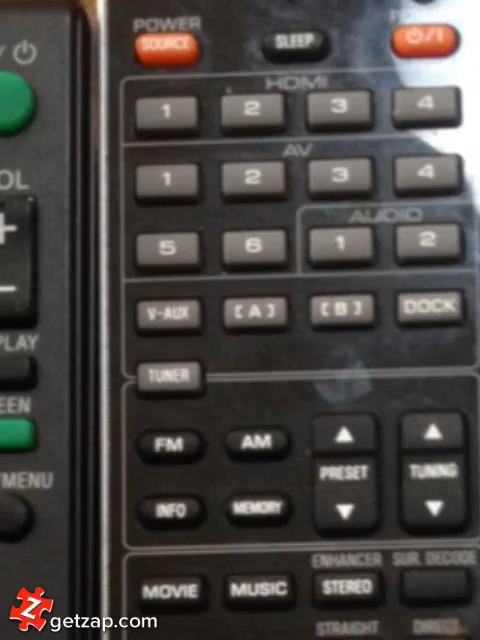 POWER
SOURCE
SLEEP
⏻/I
/⏻
HDMI
1 2 3 4
AV
1 2 3 4
AUDIO
5 6 1 2
V-AUX [A] [B] DOCK
TUNER
FM AM
PRESET TUNING
INFO MEMORY
ENHANCER SUR. DECODE
MOVIE MUSIC STEREO
STRAIGHT
OL
+
-
PLAY
EEN
/MENU
Z getzap.com